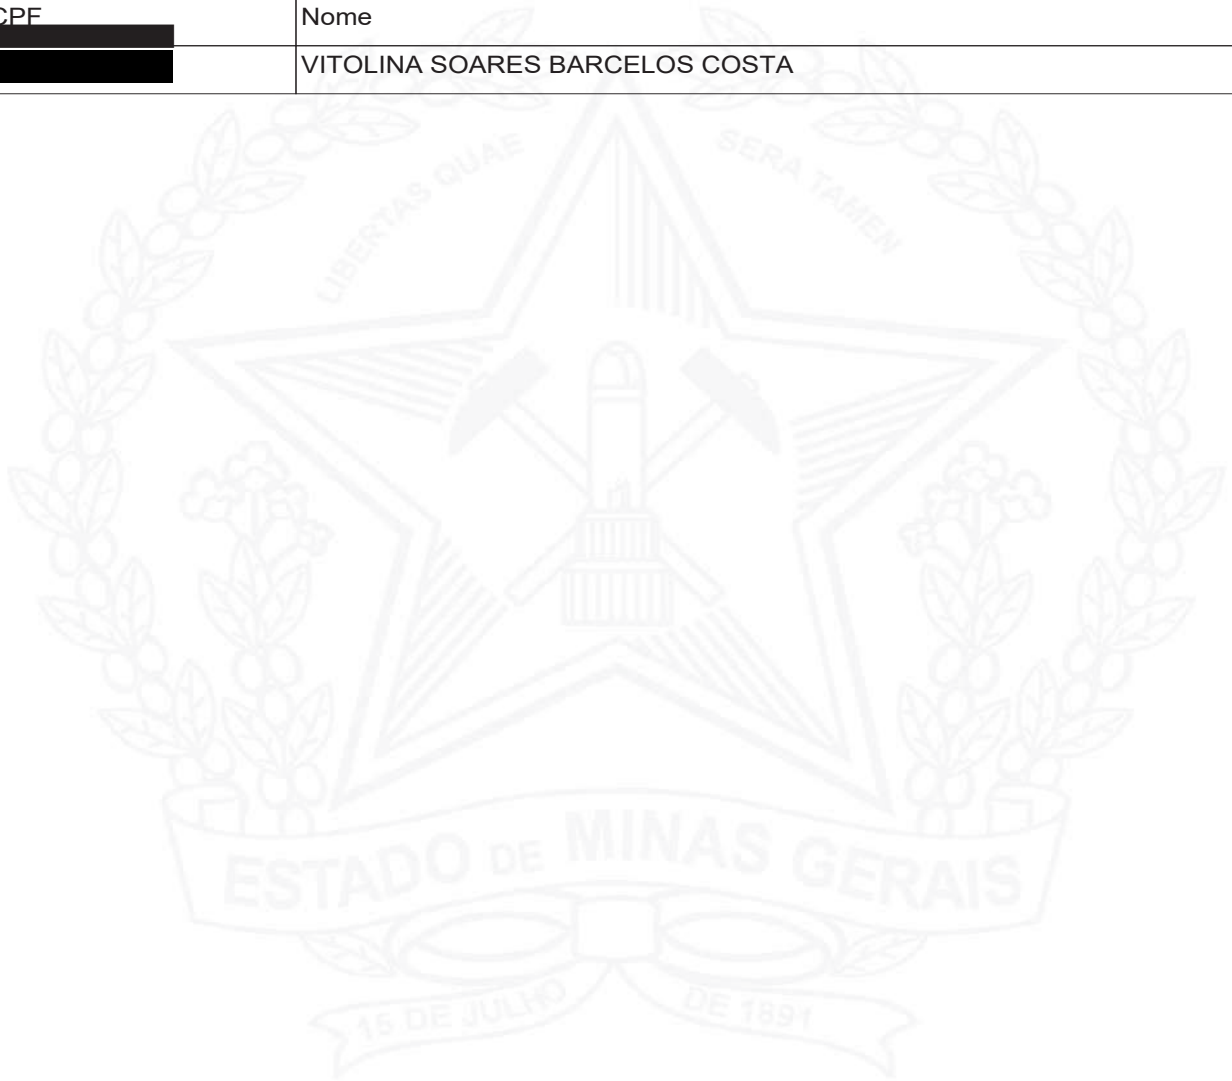 CPF
Nome
VITOLINA SOARES BARCELOS COSTA
LIBERTAS QUAE
SERA TAMEN
ESTADO DE MINAS GERAIS
15 DE JULHO
DE 1891